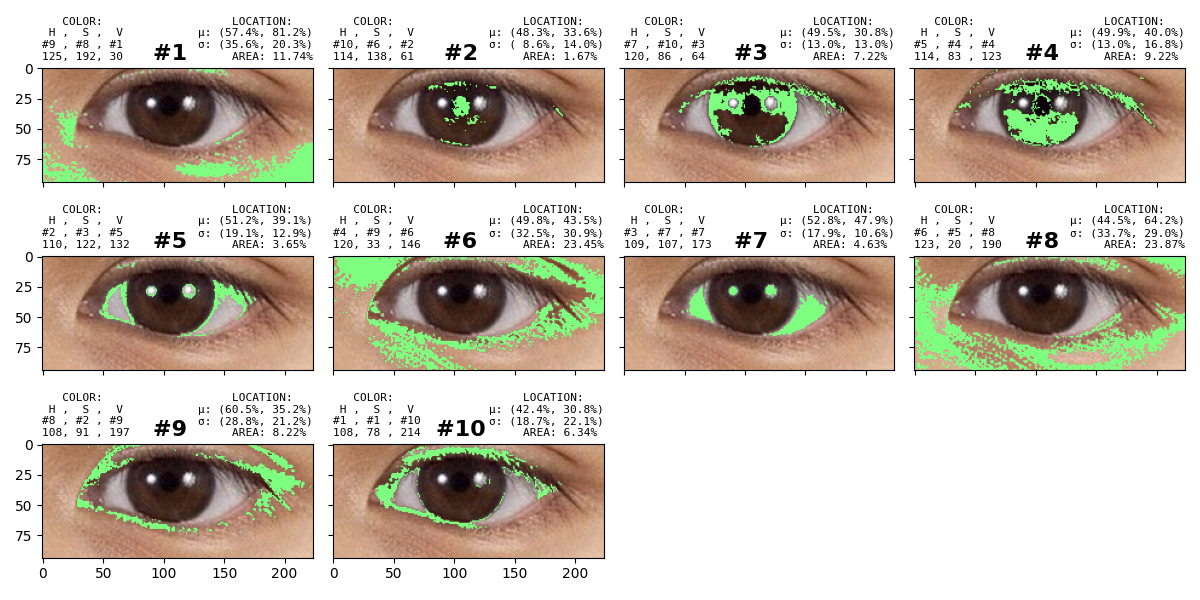 COLOR: LOCATION:
H , S , V μ: (57.4%, 81.2%)
#9 , #8 , #1 #1 σ: (35.6%, 20.3%)
125, 192, 30 AREA: 11.74%
COLOR: LOCATION:
H , S , V μ: (48.3%, 33.6%)
#10, #6 , #2 #2 σ: ( 8.6%, 14.0%)
114, 138, 61 AREA: 1.67%
COLOR: LOCATION:
H , S , V μ: (49.5%, 30.8%)
#7 , #10, #3 #3 σ: (13.0%, 13.0%)
120, 86 , 64 AREA: 7.22%
COLOR: LOCATION:
H , S , V μ: (49.9%, 40.0%)
#5 , #4 , #4 #4 σ: (13.0%, 16.8%)
114, 83 , 123 AREA: 9.22%
0
25
50
75
0 50 100 150 200
COLOR: LOCATION:
H , S , V μ: (51.2%, 39.1%)
#2 , #3 , #5 #5 σ: (19.1%, 12.9%)
110, 122, 132 AREA: 3.65%
COLOR: LOCATION:
H , S , V μ: (49.8%, 43.5%)
#4 , #9 , #6 #6 σ: (32.5%, 30.9%)
120, 33 , 146 AREA: 23.45%
COLOR: LOCATION:
H , S , V μ: (52.8%, 47.9%)
#3 , #7 , #7 #7 σ: (17.9%, 10.6%)
109, 107, 173 AREA: 4.63%
COLOR: LOCATION:
H , S , V μ: (44.5%, 64.2%)
#6 , #5 , #8 #8 σ: (33.7%, 29.0%)
123, 20 , 190 AREA: 23.87%
0
25
50
75
COLOR: LOCATION:
H , S , V μ: (60.5%, 35.2%)
#8 , #2 , #9 #9 σ: (28.8%, 21.2%)
108, 91 , 197 AREA: 8.22%
COLOR: LOCATION:
H , S , V μ: (42.4%, 30.8%)
#1 , #1 , #10 #10 σ: (18.7%, 22.1%)
108, 78 , 214 AREA: 6.34%
0
25
50
75
0 50 100 150 200